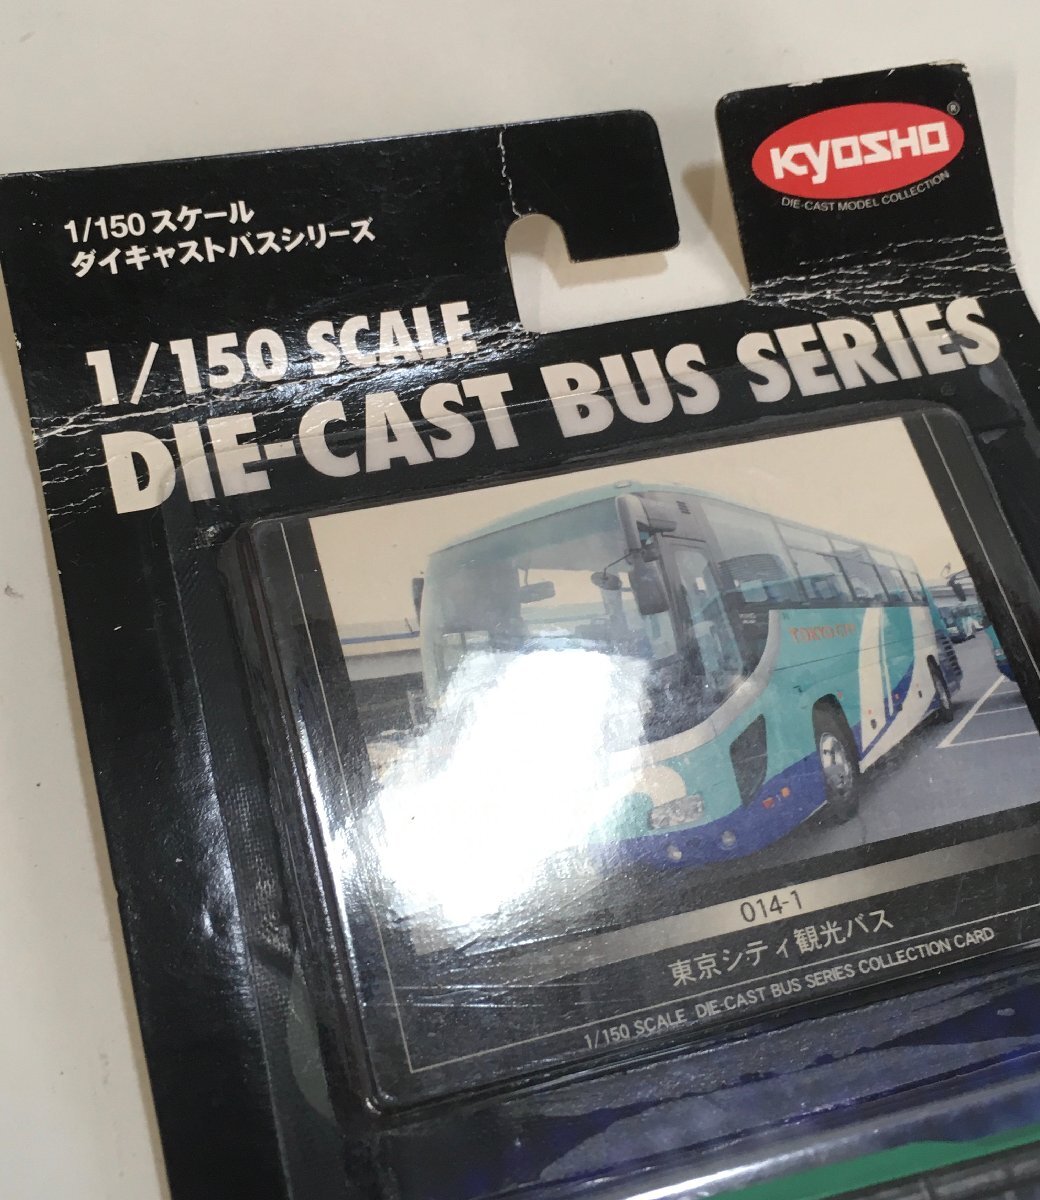 1/150 スケール
ダイキャストバスシリーズ
KYOSHO ®
DIE-CAST MODEL COLLECTION
1/150 SCALE
DIE-CAST BUS SERIES
TOKYO CITY
014-1
東京シティ観光バス
1/150 SCALE DIE-CAST BUS SERIES COLLECTION CARD